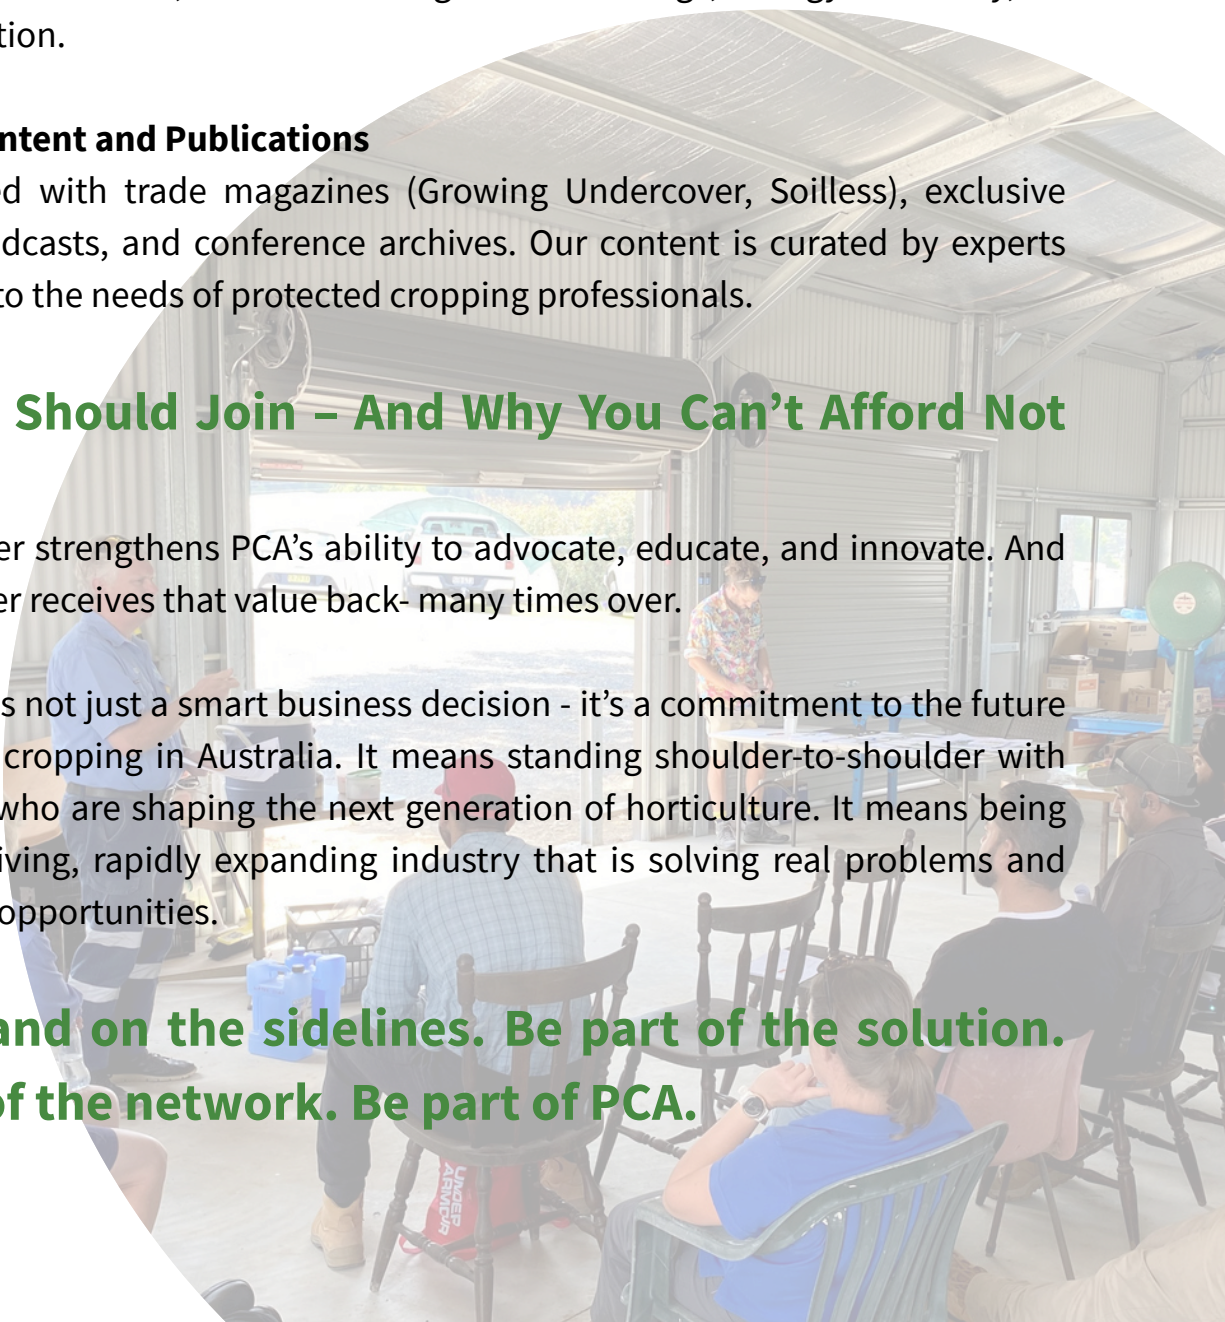 tion.
ntent and Publications
ed with trade magazines (Growing Undercover, Soilless), exclusive
dcasts, and conference archives. Our content is curated by experts
to the needs of protected cropping professionals.
Should Join – And Why You Can’t Afford Not
er strengthens PCA’s ability to advocate, educate, and innovate. And
er receives that value back- many times over.
s not just a smart business decision - it’s a commitment to the future
cropping in Australia. It means standing shoulder-to-shoulder with
who are shaping the next generation of horticulture. It means being
iving, rapidly expanding industry that is solving real problems and
opportunities.
and on the sidelines. Be part of the solution.
of the network. Be part of PCA.
UNDER
ARMOUR